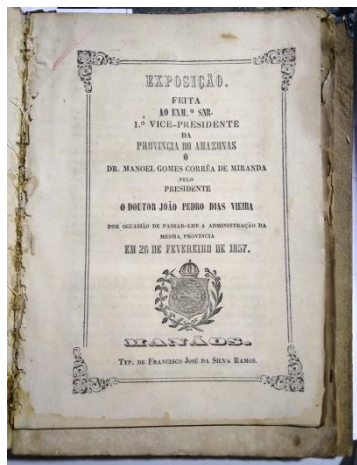 EXPOSIÇÃO.
FEITA
AO EXM.º SNR.
1.º VICE-PRESIDENTE
DA
PROVINCIA DO AMAZONAS
O
DR. MANOEL GOMES CORRÊA DE MIRANDA
PELO
PRESIDENTE
O DOUTOR JOÃO PEDRO DIAS VIEIRA
POR OCCASIÃO DE PASSAR-LHE A ADMINISTRAÇÃO DA
MESMA PROVINCIA
EM 26 DE FEVEREIRO DE 1857.
MANÁOS.
TYP. DE FRANCISCO JOSÉ DA SILVA RAMOS.